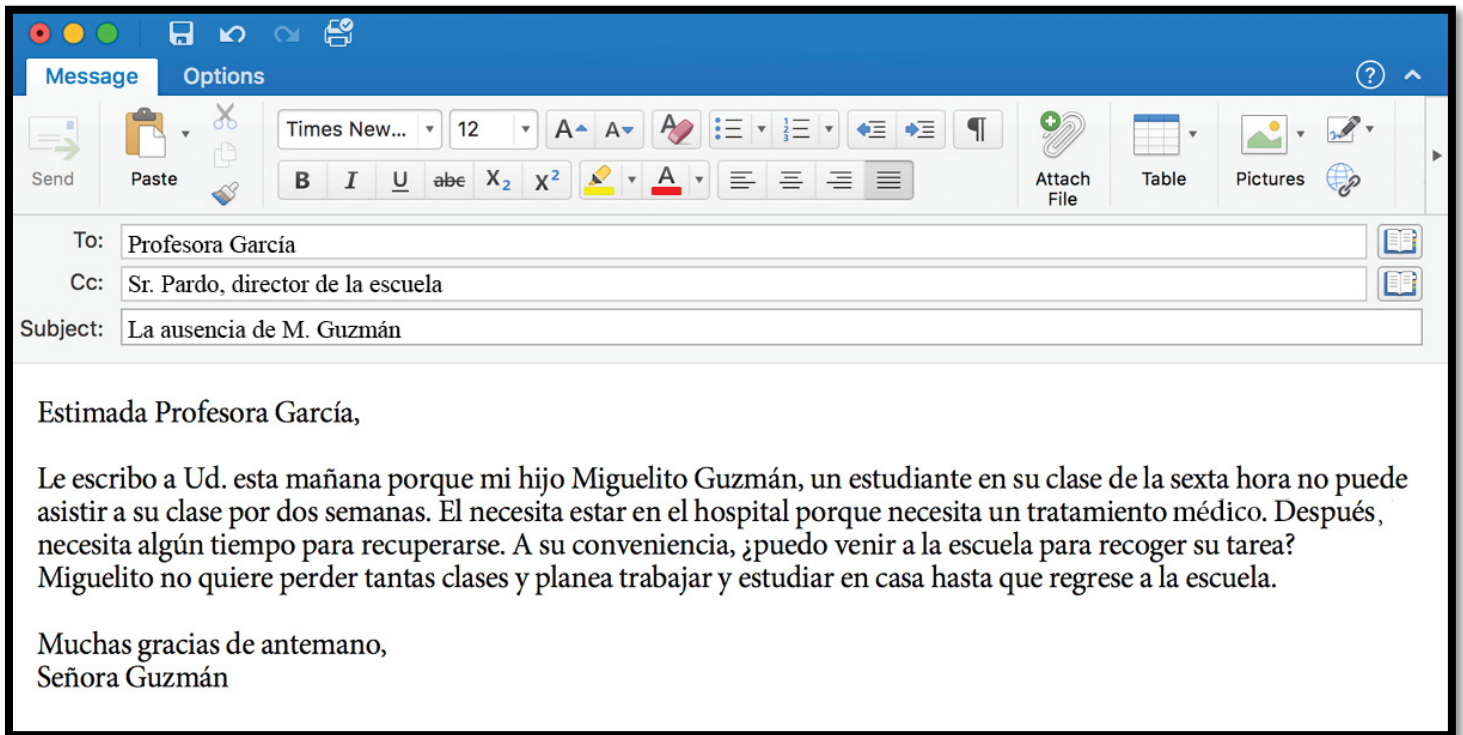 Message Options
Send Paste Times New... 12 A A A Attach File Table Pictures
B I U abc X₂ X² A
To: Profesora García
Cc: Sr. Pardo, director de la escuela
Subject: La ausencia de M. Guzmán
Estimada Profesora García,
Le escribo a Ud. esta mañana porque mi hijo Miguelito Guzmán, un estudiante en su clase de la sexta hora no puede
asistir a su clase por dos semanas. El necesita estar en el hospital porque necesita un tratamiento médico. Después,
necesita algún tiempo para recuperarse. A su conveniencia, ¿puedo venir a la escuela para recoger su tarea?
Miguelito no quiere perder tantas clases y planea trabajar y estudiar en casa hasta que regrese a la escuela.
Muchas gracias de antemano,
Señora Guzmán